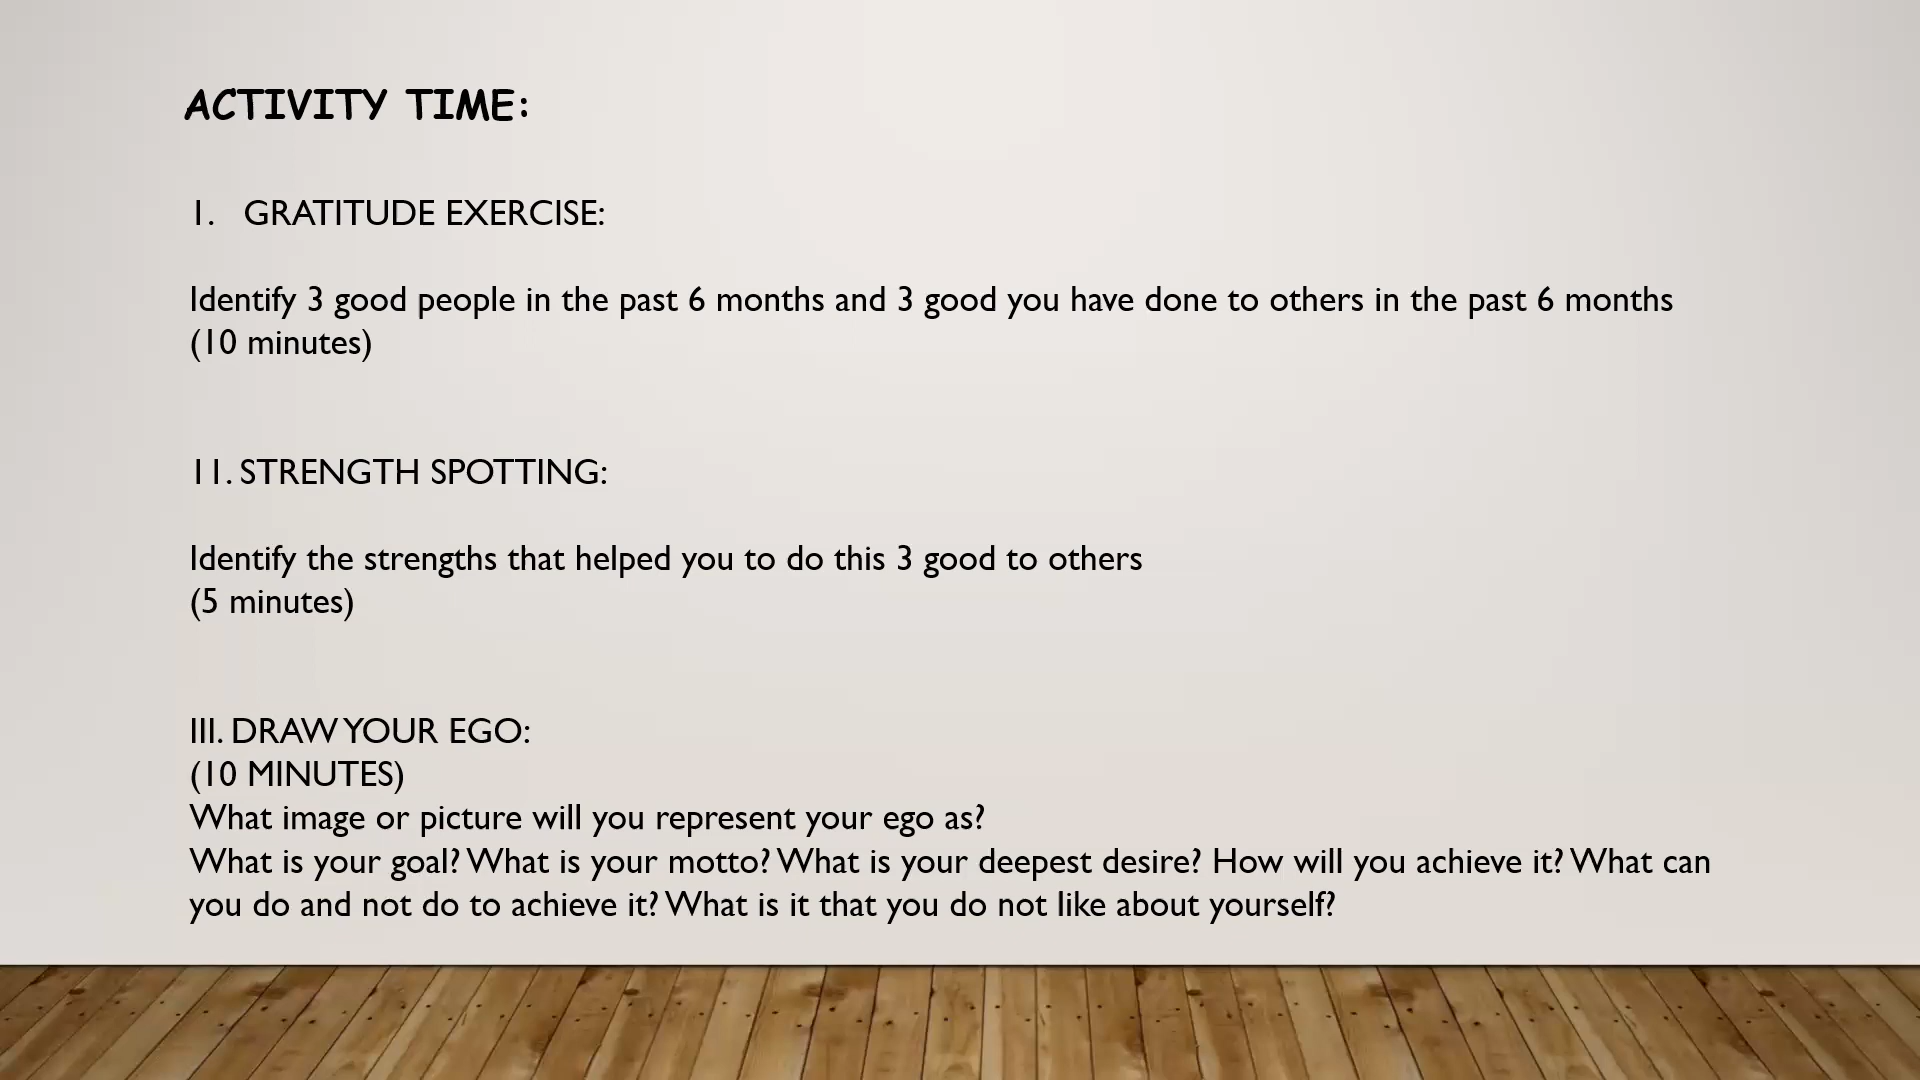 ACTIVITY TIME:
1. GRATITUDE EXERCISE:
Identify 3 good people in the past 6 months and 3 good you have done to others in the past 6 months
(10 minutes)
11. STRENGTH SPOTTING:
Identify the strengths that helped you to do this 3 good to others
(5 minutes)
III. DRAW YOUR EGO:
(10 MINUTES)
What image or picture will you represent your ego as?
What is your goal? What is your motto? What is your deepest desire? How will you achieve it? What can
you do and not do to achieve it? What is it that you do not like about yourself?